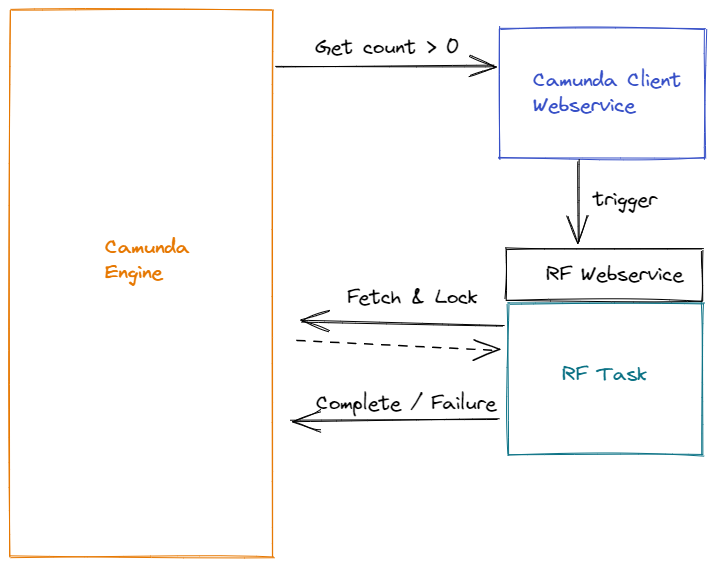 Get count > 0
Camunda Client
Webservice
trigger
Camunda
Engine
RF Webservice
Fetch & Lock
RF Task
Complete / Failure